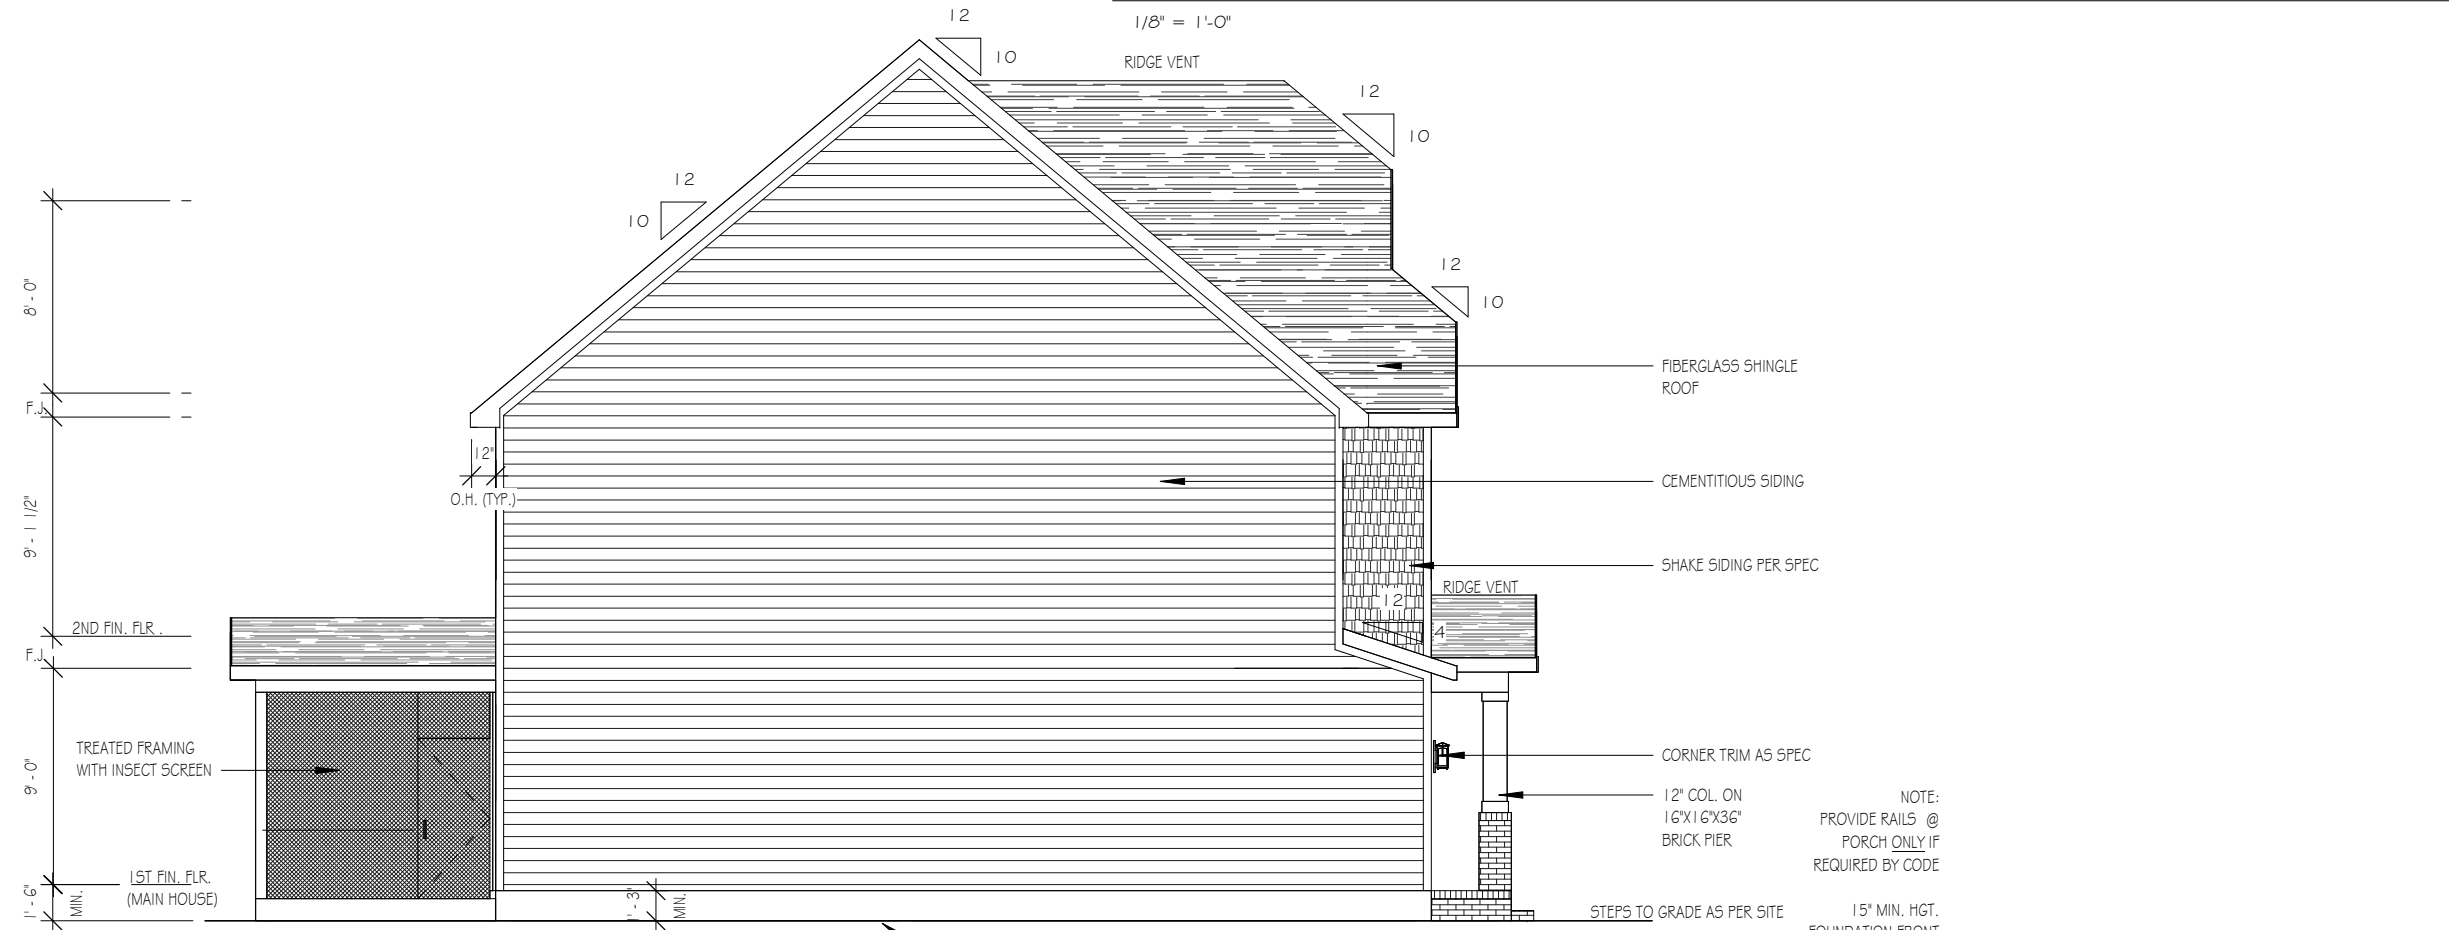 12
1/8" = 1'-0"
10
RIDGE VENT
12
10
12
10
12
10
8' - 0"
FIBERGLASS SHINGLE
ROOF
F.J.
12"
O.H. (TYP.)
CEMENTITIOUS SIDING
9' - 1 1/2"
SHAKE SIDING PER SPEC
RIDGE VENT
12
4
2ND FIN. FLR .
F.J.
TREATED FRAMING
WITH INSECT SCREEN
9' - 0"
CORNER TRIM AS SPEC
12" COL. ON
16"X16"X36"
BRICK PIER
NOTE:
PROVIDE RAILS @
PORCH ONLY IF
REQUIRED BY CODE
1ST FIN. FLR.
(MAIN HOUSE)
1' - 6"
MIN.
1' - 3"
MIN.
STEPS TO GRADE AS PER SITE
15" MIN. HGT.
FOUNDATION FRONT